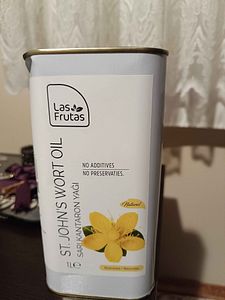 Las
Frutas
NO ADDITIVES
NO PRESERVATIES.
ST. JOHN'S WORT OIL
SARI KANTARON YAĞI
1L
Natural